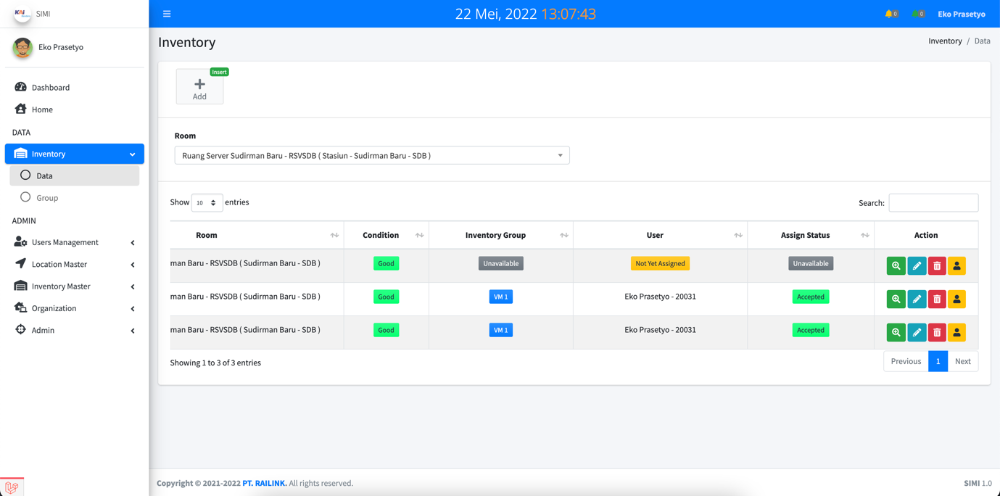 KAI
SIMI
22 Mei, 2022 13:07:43
0
0
Eko Prasetyo
Eko Prasetyo
Dashboard
Home
DATA
Inventory
Data
Group
ADMIN
Users Management
Location Master
Inventory Master
Organization
Admin
Inventory
Inventory / Data
Insert
Add
Room
Ruang Server Sudirman Baru - RSVSDB ( Stasiun - Sudirman Baru - SDB )
Show 10 entries
Search:
Room Condition Inventory Group User Assign Status Action
man Baru - RSVSDB ( Sudirman Baru - SDB ) Good Unavailable Not Yet Assigned Unavailable
man Baru - RSVSDB ( Sudirman Baru - SDB ) Good VM 1 Eko Prasetyo - 20031 Accepted
man Baru - RSVSDB ( Sudirman Baru - SDB ) Good VM 1 Eko Prasetyo - 20031 Accepted
Showing 1 to 3 of 3 entries
Previous 1 Next
Copyright © 2021-2022 PT. RAILINK. All rights reserved.
SIMI 1.0